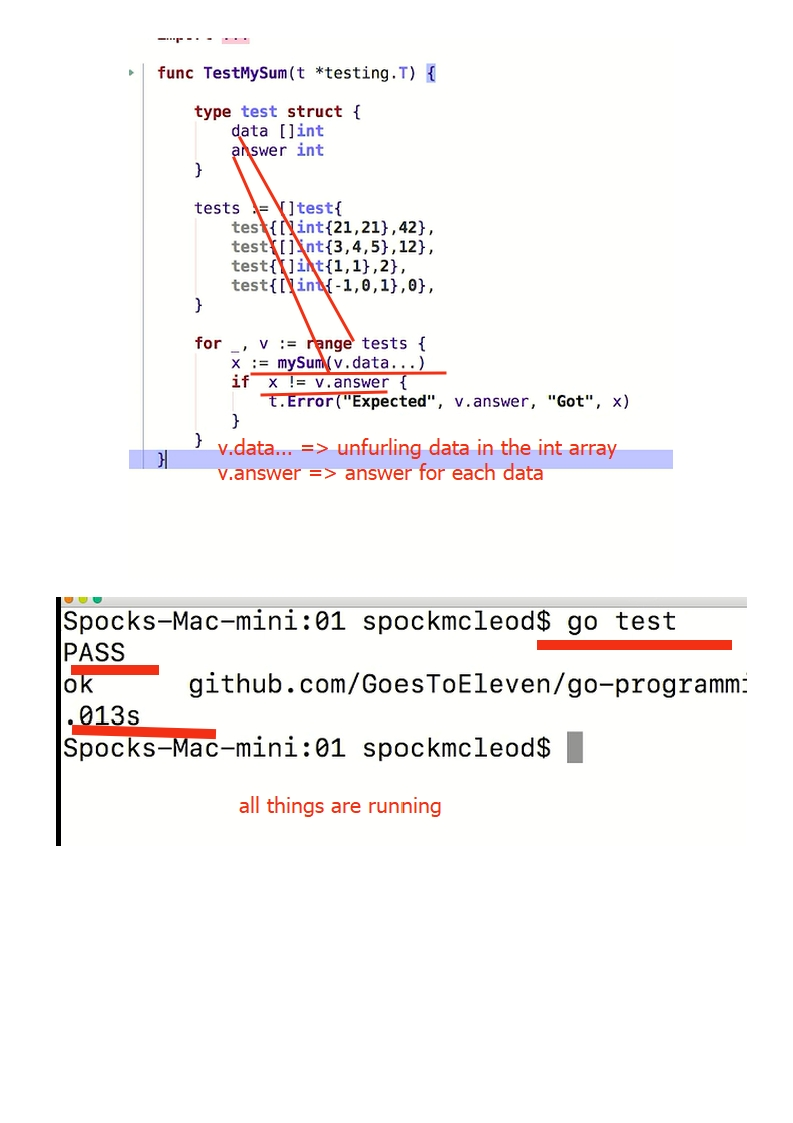 func TestMySum(t *testing.T) {
type test struct {
data []int
answer int
}
tests := []test{
test{[]int{21,21},42},
test{[]int{3,4,5},12},
test{[]int{1,1},2},
test{[]int{-1,0,1},0},
}
for _, v := range tests {
x := mySum(v.data...)
if x != v.answer {
t.Error("Expected", v.answer, "Got", x)
}
}
v.data... => unfurling data in the int array
}
v.answer => answer for each data
Spocks-Mac-mini:01 spockmcleod$ go test
PASS
ok github.com/GoesToEleven/go-programmi
.013s
Spocks-Mac-mini:01 spockmcleod$
all things are running